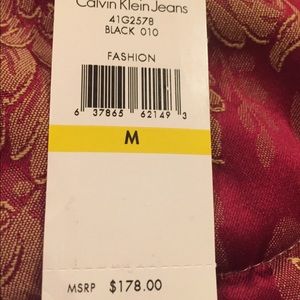 Calvin Klein Jeans
41G2578
BLACK 010
FASHION
6 37865 62149 3
M
MSRP $178.00